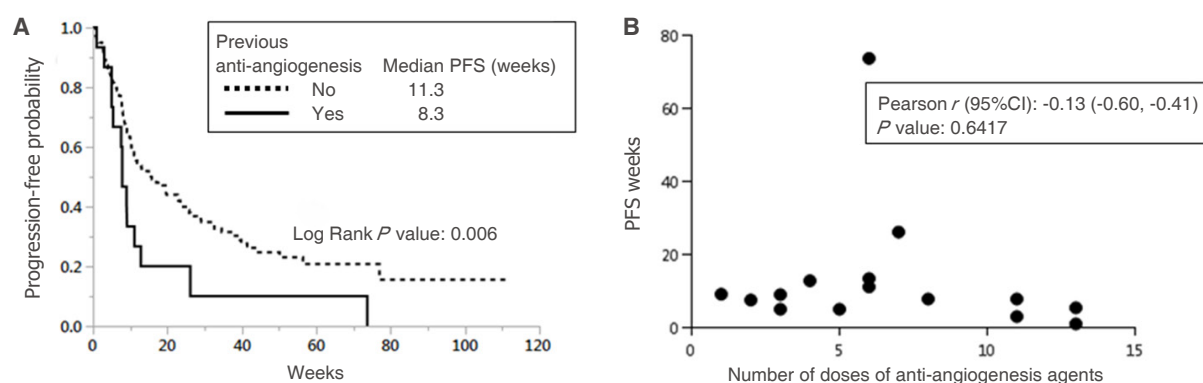 A
Progression-free probability
1.0
0.8
0.6
0.4
0.2
0.0
Previous
anti-angiogenesis Median PFS (weeks)
No 11.3
Yes 8.3
Log Rank P value: 0.006
0 20 40 60 80 100 120
Weeks
B
PFS weeks
80
60
40
20
0
Pearson r (95%CI): -0.13 (-0.60, -0.41)
P value: 0.6417
0 5 10 15
Number of doses of anti-angiogenesis agents